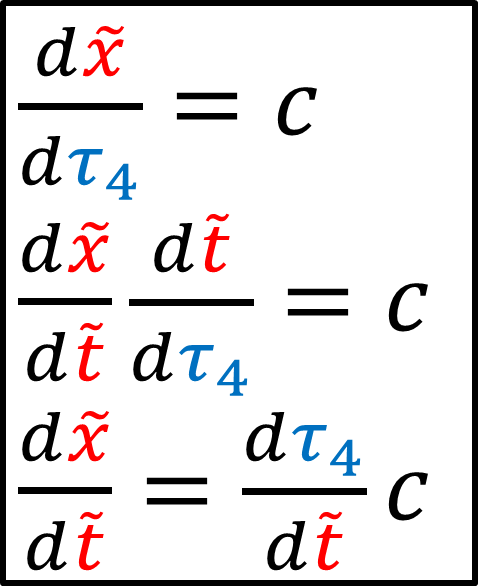 dx̃/dτ₄ = c
dx̃/dt̃ dt̃/dτ₄ = c
dx̃/dt̃ = dτ₄/dt̃ c